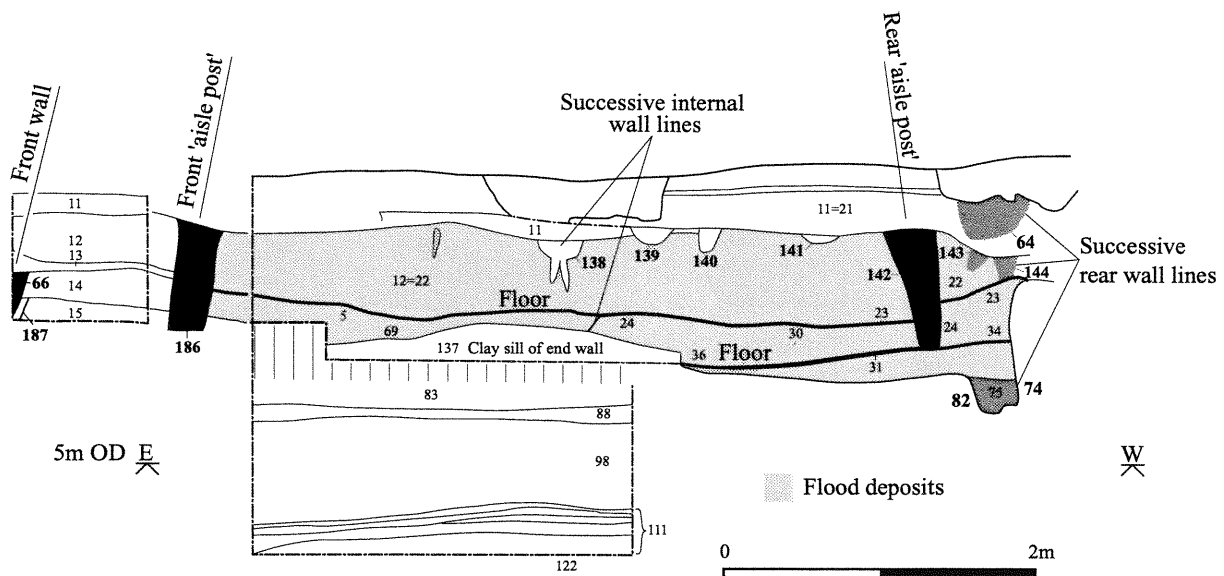 Front wall
Front 'aisle post'
Successive internal
wall lines
Rear 'aisle post'
11
12
13
66
14
15
187
186
11
138
139
140
141
11=21
142
143
64
144
Successive
rear wall lines
12=22
22
23
Floor
5
69
24
30
23
24
34
137 Clay sill of end wall
36
Floor
31
82
75
74
83
88
98
111
122
5m OD E
W
Flood deposits
0
2m